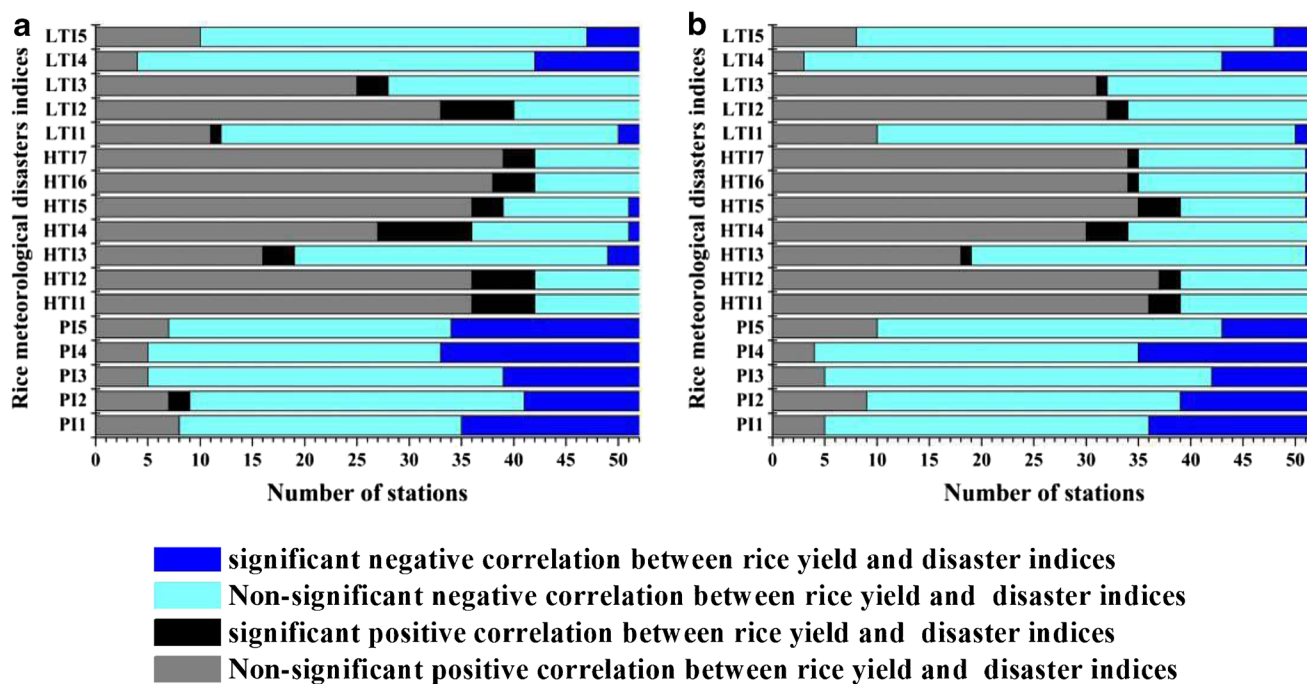 a
Rice meteorological disasters indices
LTI5
LTI4
LTI3
LTI2
LTI1
HTI7
HTI6
HTI5
HTI4
HTI3
HTI2
HTI1
PI5
PI4
PI3
PI2
PI1
0 5 10 15 20 25 30 35 40 45 50
Number of stations
b
Rice meteorological disasters indices
LTI5
LTI4
LTI3
LTI2
LTI1
HTI7
HTI6
HTI5
HTI4
HTI3
HTI2
HTI1
PI5
PI4
PI3
PI2
PI1
0 5 10 15 20 25 30 35 40 45 50
Number of stations
significant negative correlation between rice yield and disaster indices
Non-significant negative correlation between rice yield and disaster indices
significant positive correlation between rice yield and disaster indices
Non-significant positive correlation between rice yield and disaster indices